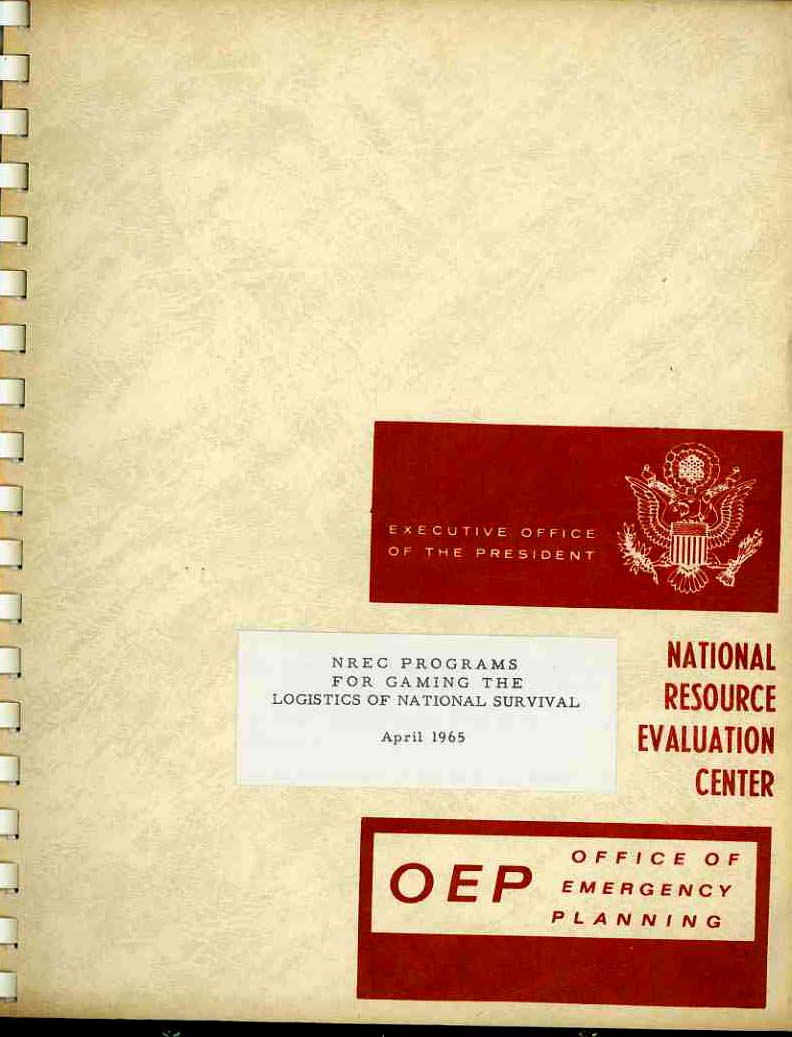 EXECUTIVE OFFICE
OF THE PRESIDENT
NREC PROGRAMS
FOR GAMING THE
LOGISTICS OF NATIONAL SURVIVAL
April 1965
NATIONAL
RESOURCE
EVALUATION
CENTER
OEP
OFFICE OF
EMERGENCY
PLANNING